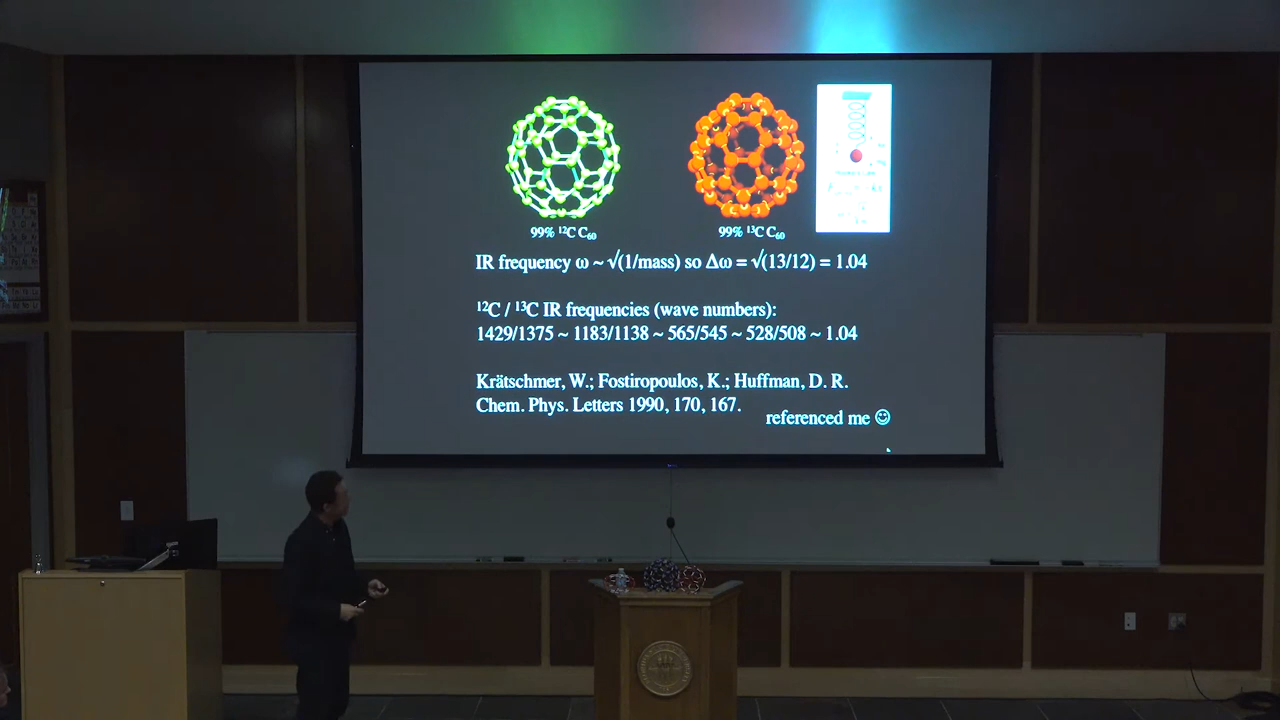 99% ¹²C C₆₀
99% ¹³C C₆₀
IR frequency ω ~ √(1/mass) so Δω = √(13/12) = 1.04
¹²C / ¹³C IR frequencies (wave numbers):
1429/1375 ~ 1183/1138 ~ 565/545 ~ 528/508 ~ 1.04
Krätschmer, W.; Fostiropoulos, K.; Huffman, D. R.
Chem. Phys. Letters 1990, 170, 167.
referenced me ☺